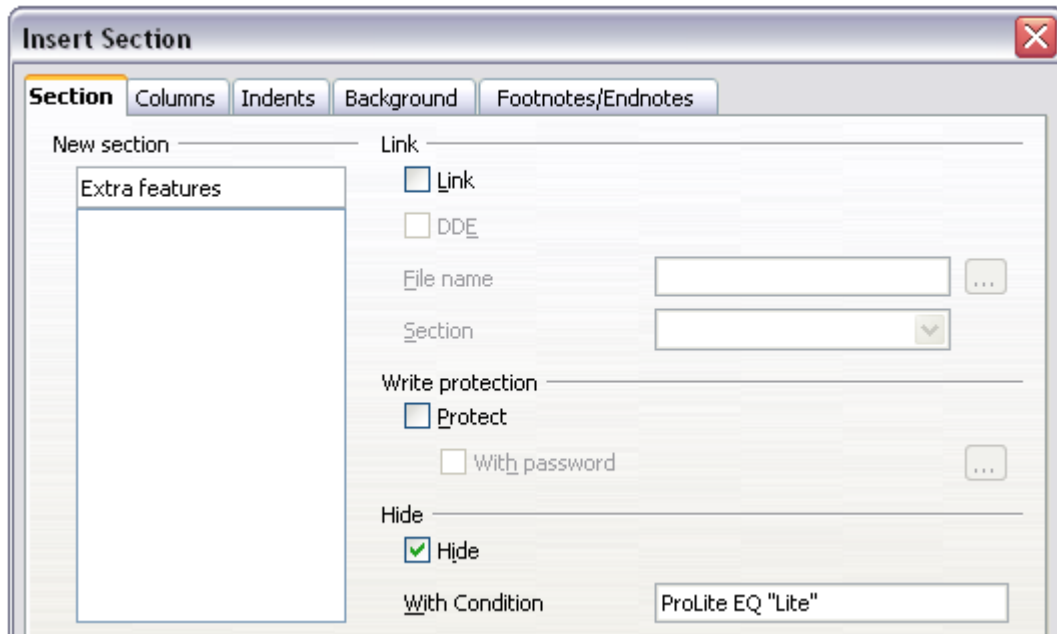 Insert Section
Section Columns Indents Background Footnotes/Endnotes
New section
Extra features
Link
Link
DDE
File name
...
Section
Write protection
Protect
With password
...
Hide
Hide
With Condition
ProLite EQ "Lite"